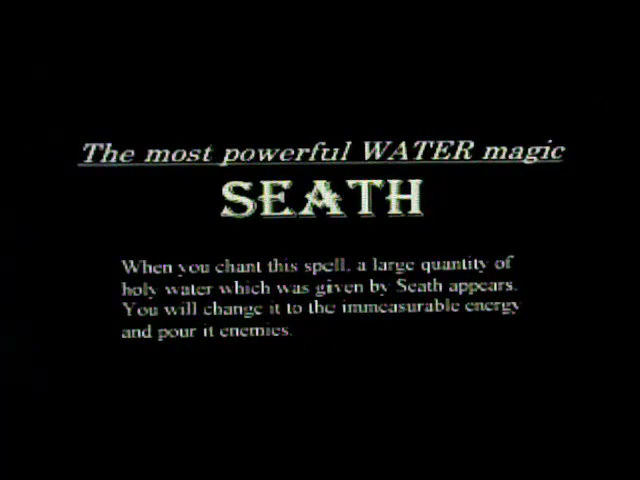 The most powerful WATER magic
SEATH
When you chant this spell, a large quantity of
holy water which was given by Seath appears.
You will change it to the immeasurable energy
and pour it enemies.